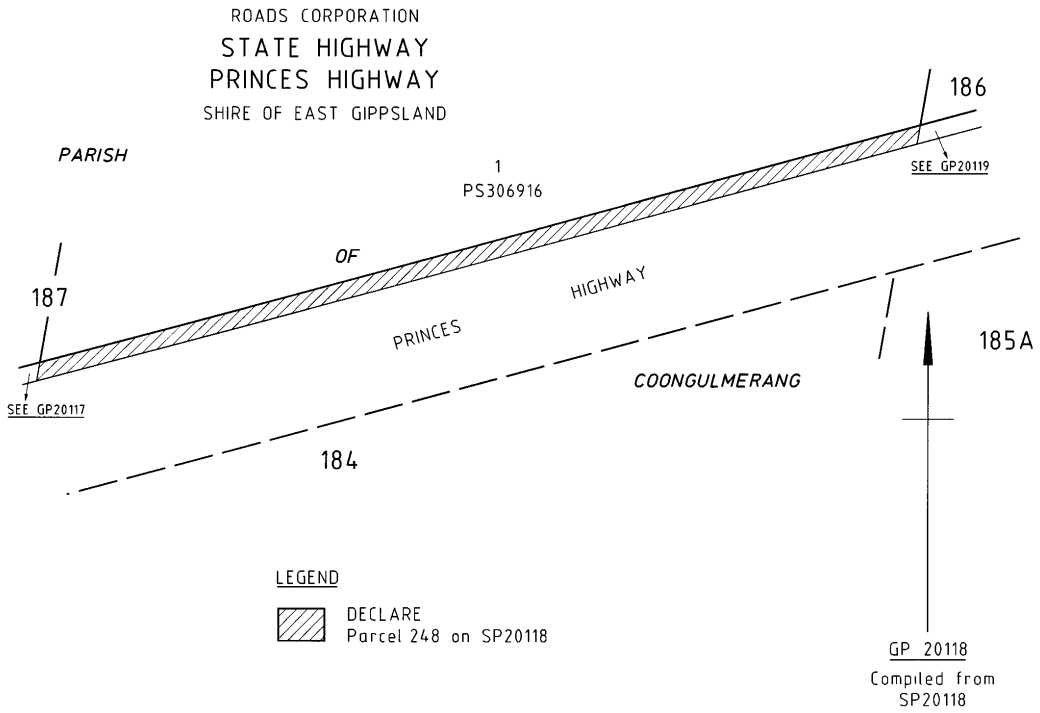 ROADS CORPORATION
STATE HIGHWAY
PRINCES HIGHWAY
SHIRE OF EAST GIPPSLAND
186
PARISH
1
PS306916
SEE GP20119
OF
187
HIGHWAY
PRINCES
185A
COONGULMERANG
SEE GP20117
184
LEGEND
DECLARE
Parcel 248 on SP20118
GP 20118
Compiled from
SP20118